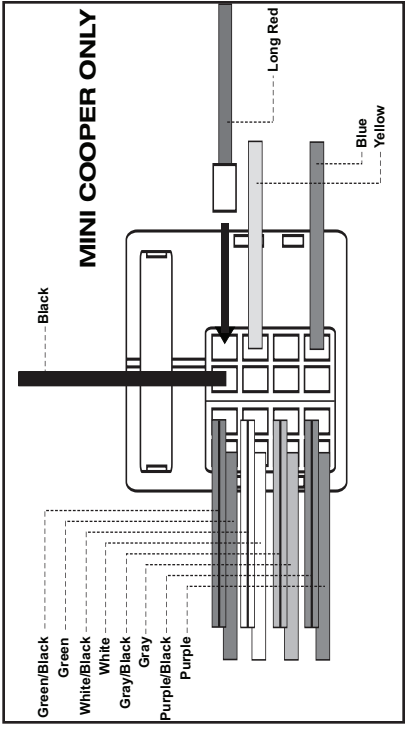 MINI COOPER ONLY
Long Red
Blue
Yellow
Black
Green/Black
Green
White/Black
White
Gray/Black
Gray
Purple/Black
Purple